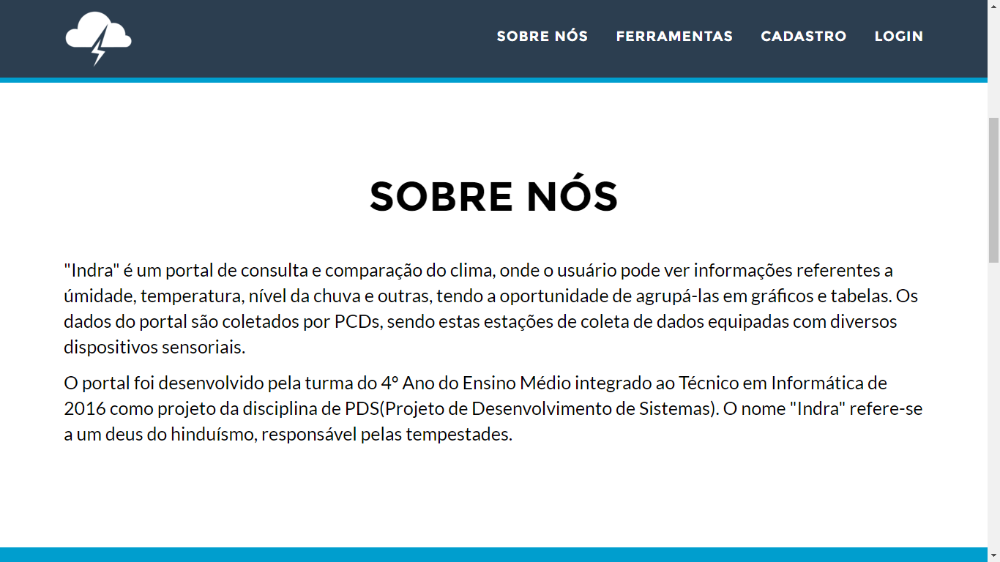 SOBRE NÓS FERRAMENTAS CADASTRO LOGIN
SOBRE NÓS
"Indra" é um portal de consulta e comparação do clima, onde o usuário pode ver informações referentes a
úmidade, temperatura, nível da chuva e outras, tendo a oportunidade de agrupá-las em gráficos e tabelas. Os
dados do portal são coletados por PCDs, sendo estas estações de coleta de dados equipadas com diversos
dispositivos sensoriais.
O portal foi desenvolvido pela turma do 4º Ano do Ensino Médio integrado ao Técnico em Informática de
2016 como projeto da disciplina de PDS(Projeto de Desenvolvimento de Sistemas). O nome "Indra" refere-se
a um deus do hinduísmo, responsável pelas tempestades.